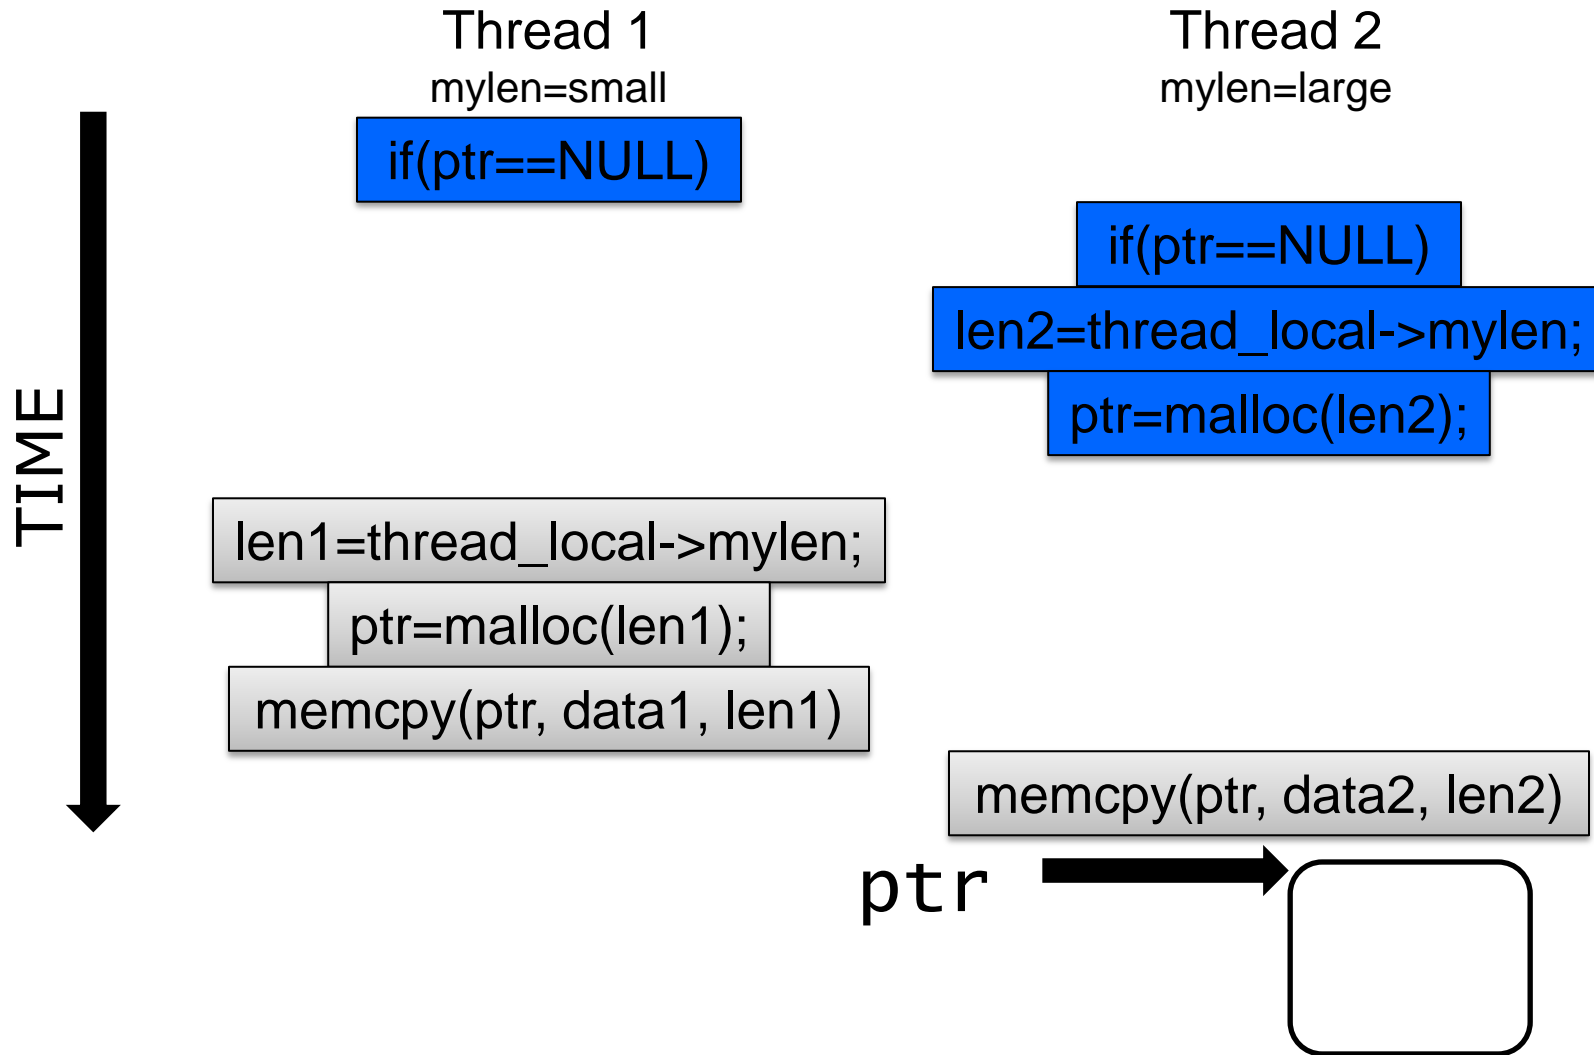 Thread 1
mylen=small
Thread 2
mylen=large
if(ptr==NULL)
if(ptr==NULL)
len2=thread_local->mylen;
ptr=malloc(len2);
TIME
len1=thread_local->mylen;
ptr=malloc(len1);
memcpy(ptr, data1, len1)
memcpy(ptr, data2, len2)
ptr